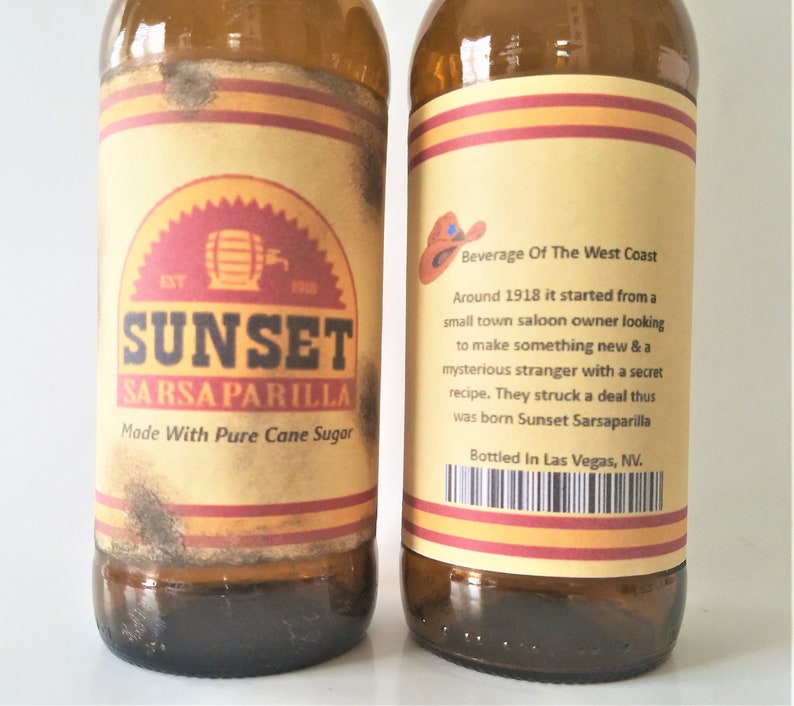 EST 1918
SUNSET
SARSAPARILLA
Made With Pure Cane Sugar
Beverage Of The West Coast
Around 1918 it started from a
small town saloon owner looking
to make something new & a
mysterious stranger with a secret
recipe. They struck a deal thus
was born Sunset Sarsaparilla
Bottled In Las Vegas, NV.